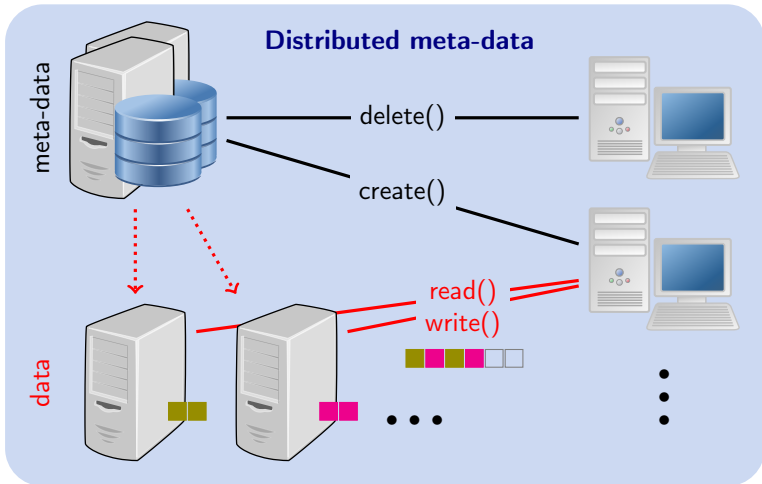 Distributed meta-data
meta-data
delete()
create()
read()
write()
data